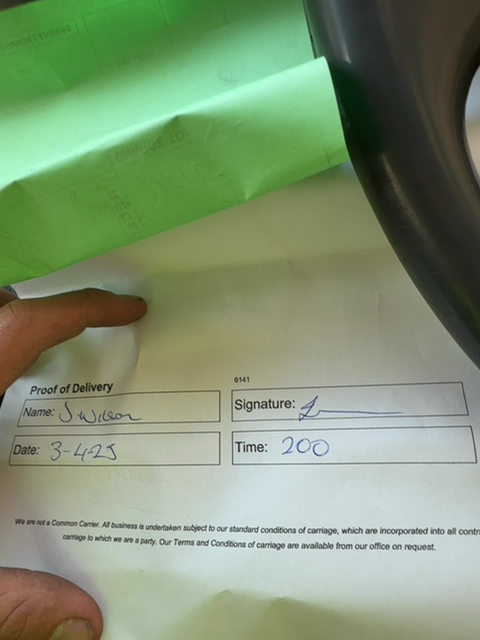 CHARGE TO:
6141
Proof of Delivery
Name: J Wilson
Signature:
Date: 3-4-25
Time: 200
We are not a Common Carrier. All business is undertaken subject to our standard conditions of carriage, which are incorporated into all contr
carriage to which we are a party. Our Terms and Conditions of carriage are available from our office on request.